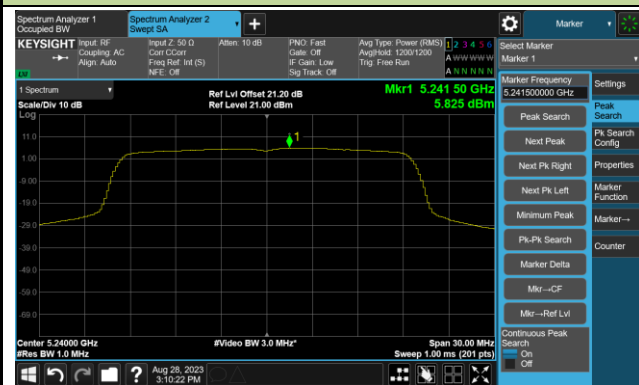 Spectrum Analyzer 1
Occupied BW
Spectrum Analyzer 2
Swept SA
Marker
KEYSIGHT
Input: RF
Coupling: AC
Align: Auto
Input Z: 50 Ω
Corr CCorr
Freq Ref: Int (S)
NFE: Off
Atten: 10 dB
PNO: Fast
Gate: Off
IF Gain: Low
Sig Track: Off
Avg Type: Power (RMS)
Avg|Hold: 1200/1200
Trig: Free Run
1 2 3 4 5 6
A W W W W W
A N N N N N
Select Marker
Marker 1
1 Spectrum
Scale/Div 10 dB
Log
Ref Lvl Offset 21.20 dB
Ref Level 21.00 dBm
Mkr1 5.241 50 GHz
5.825 dBm
1
11.0
1.00
-9.00
-19.0
-29.0
-39.0
-49.0
-59.0
-69.0
Center 5.24000 GHz
#Res BW 1.0 MHz
#Video BW 3.0 MHz*
Span 30.00 MHz
Sweep 1.00 ms (201 pts)
Marker Frequency
5.241500000 GHz
Peak Search
Next Peak
Next Pk Right
Next Pk Left
Minimum Peak
Pk-Pk Search
Marker Delta
Mkr→CF
Mkr→Ref Lvl
Continuous Peak
Search
On
Off
Settings
Peak
Search
Pk Search
Config
Properties
Marker
Function
Marker→
Counter
?
Aug 28, 2023
3:10:22 PM